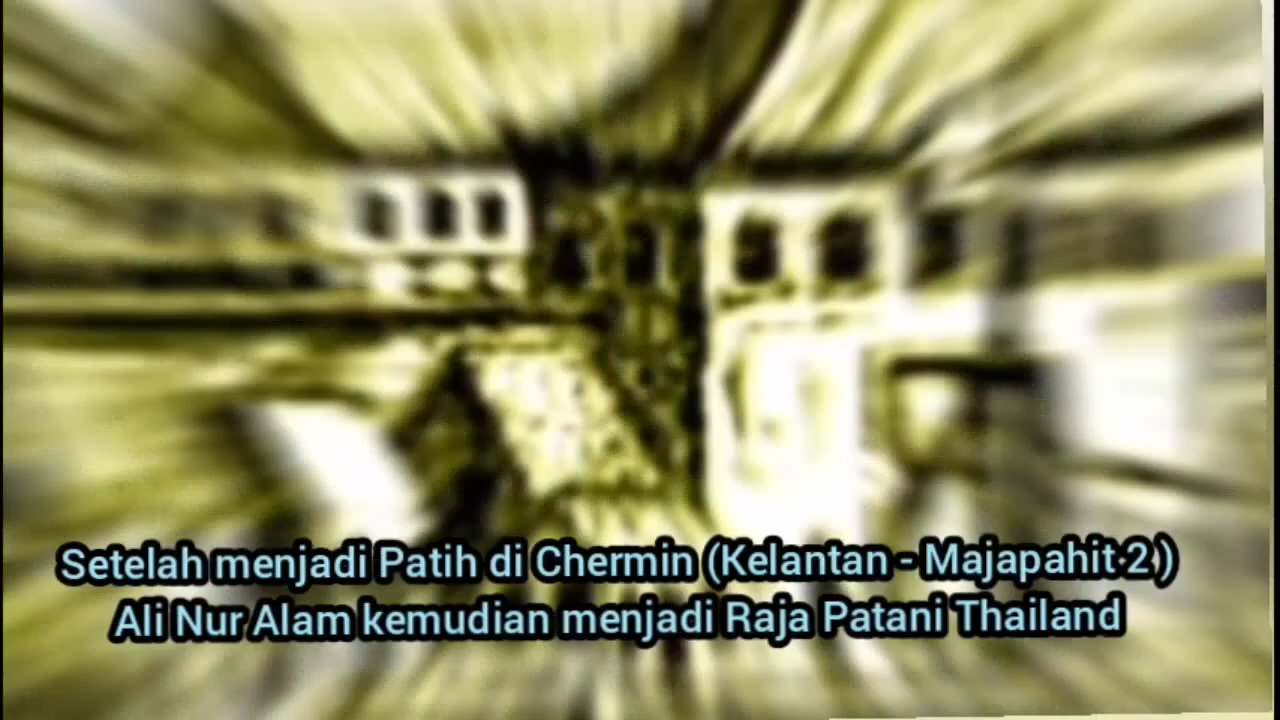 Setelah menjadi Patih di Chermin (Kelantan - Majapahit 2 )
Ali Nur Alam kemudian menjadi Raja Patani Thailand